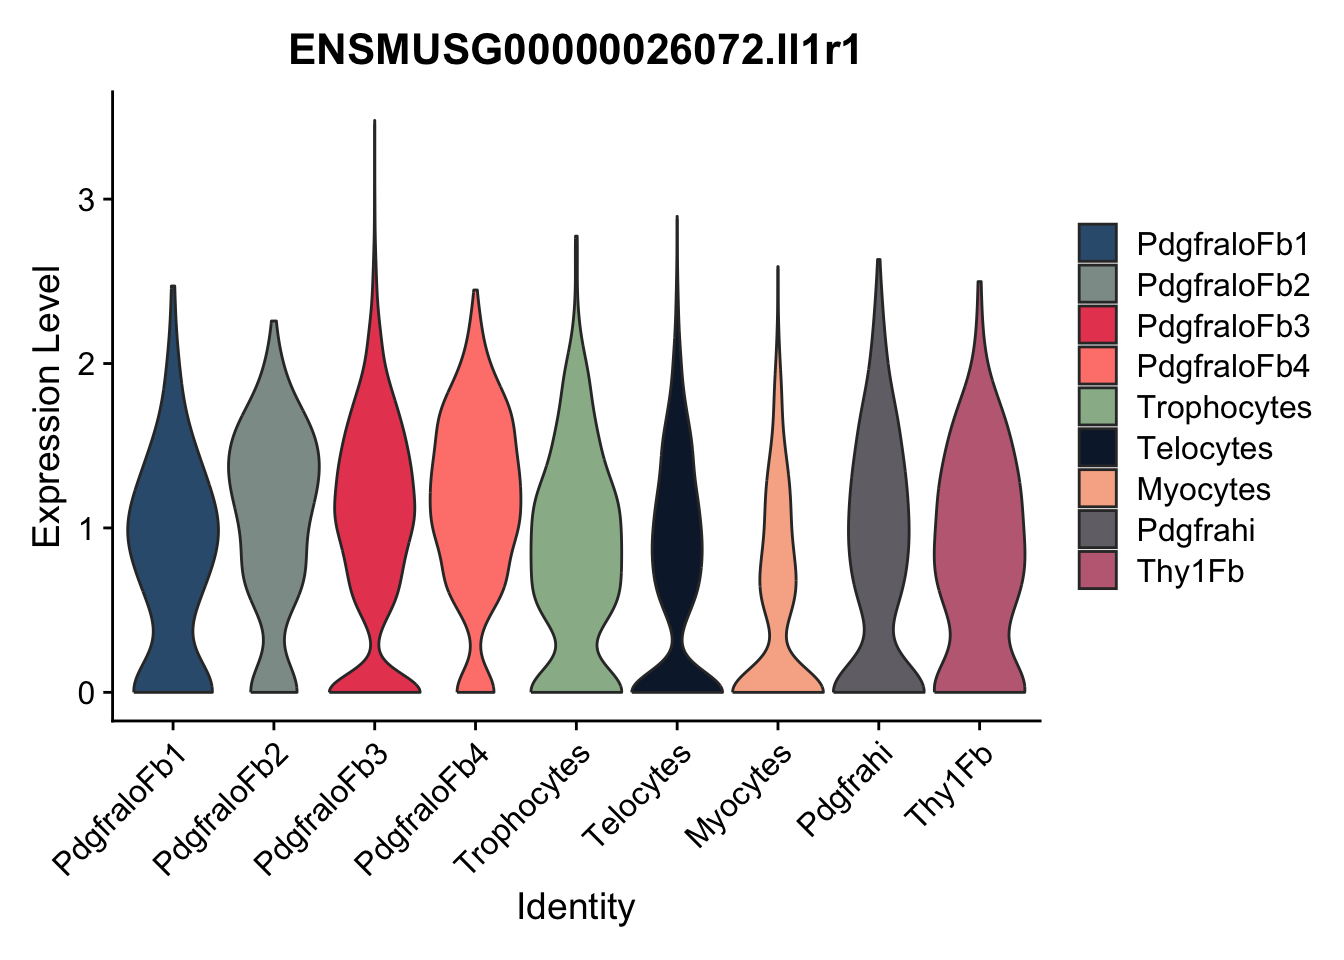 ENSMUSG00000026072.Il1r1
Expression Level
3
2
1
0
PdgfraloFb1
PdgfraloFb2
PdgfraloFb3
PdgfraloFb4
Trophocytes
Telocytes
Myocytes
Pdgfrahi
Thy1Fb
Identity
PdgfraloFb1
PdgfraloFb2
PdgfraloFb3
PdgfraloFb4
Trophocytes
Telocytes
Myocytes
Pdgfrahi
Thy1Fb